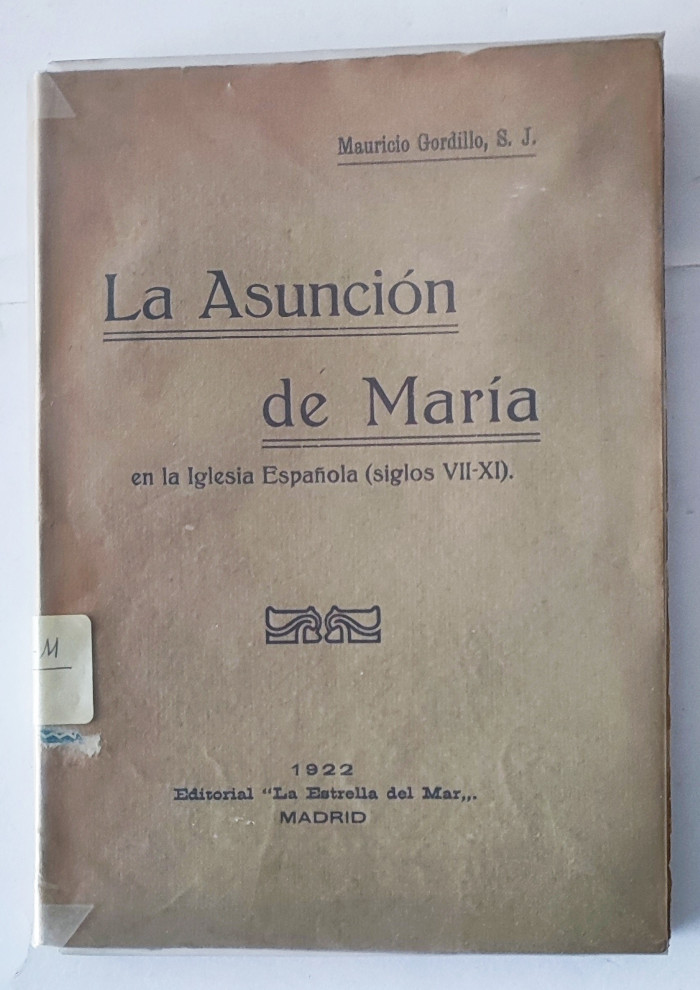 Mauricio Gordillo, S. J.
La Asunción
de María
en la Iglesia Española (siglos VII-XI).
M
1922
Editorial “La Estrella del Mar„.
MADRID